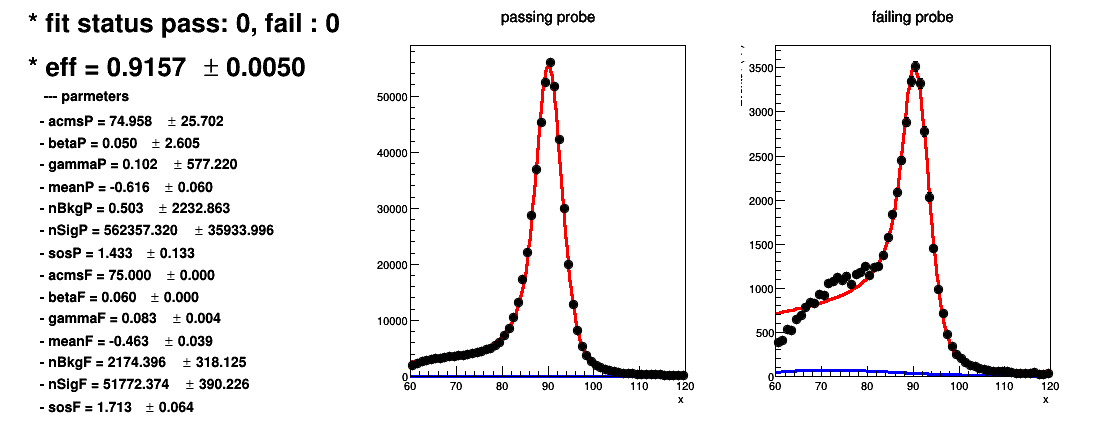 * fit status pass: 0, fail : 0
* eff = 0.9157 ± 0.0050
--- parmeters
- acmsP = 74.958 ± 25.702
- betaP = 0.050 ± 2.605
- gammaP = 0.102 ± 577.220
- meanP = -0.616 ± 0.060
- nBkgP = 0.503 ± 2232.863
- nSigP = 562357.320 ± 35933.996
- sosP = 1.433 ± 0.133
- acmsF = 75.000 ± 0.000
- betaF = 0.060 ± 0.000
- gammaF = 0.083 ± 0.004
- meanF = -0.463 ± 0.039
- nBkgF = 2174.396 ± 318.125
- nSigF = 51772.374 ± 390.226
- sosF = 1.713 ± 0.064
passing probe
50000
40000
30000
20000
10000
0
60 70 80 90 100 110 120
x
failing probe
3500
3000
2500
2000
1500
1000
500
0
60 70 80 90 100 110 120
x